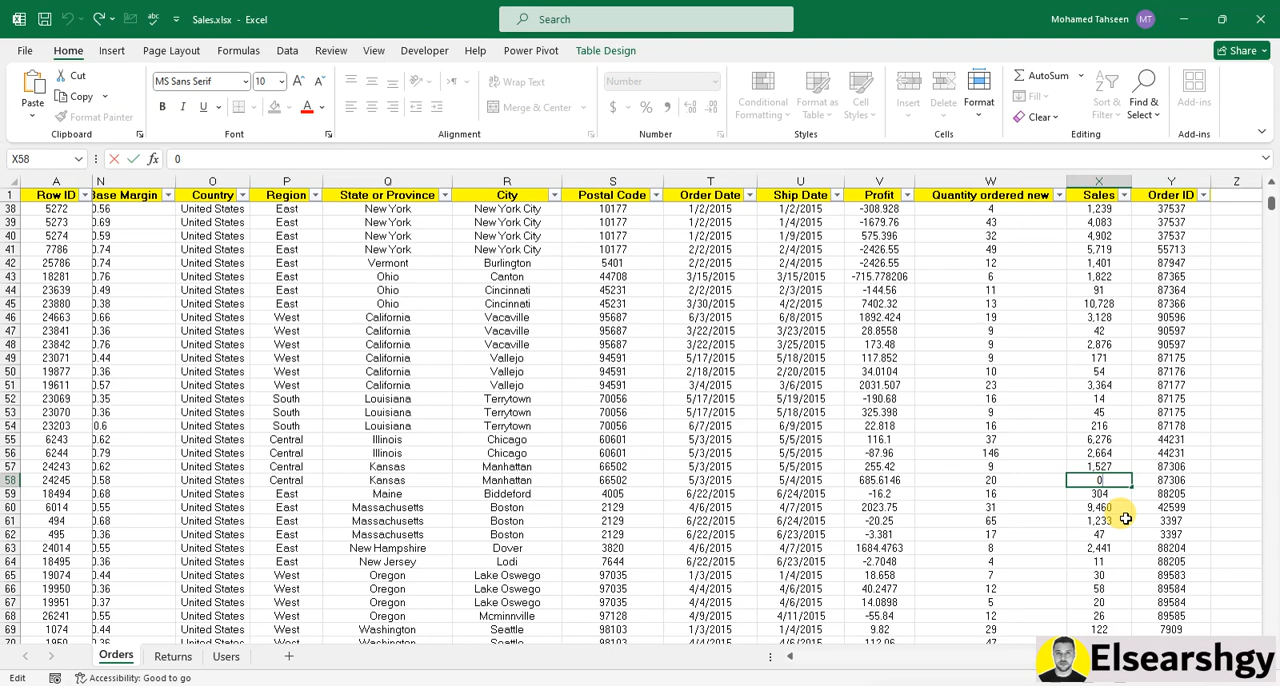 Sales.xlsx - Excel
Search
Mohamed Tahseen MT
File Home Insert Page Layout Formulas Data Review View Developer Help Power Pivot Table Design Share
Cut
Copy
Format Painter
Paste
Clipboard
MS Sans Serif 10
B I U
Font
Wrap Text
Merge & Center
Alignment
Number
$ %
Number
Conditional Formatting
Format as Table
Cell Styles
Styles
Insert Delete Format
Cells
AutoSum
Fill
Clear
Sort & Filter
Find & Select
Editing
Add-ins
Add-ins
X58 fx 0
A N O P Q R S T U V W X Y Z
1 Row ID Base Margin Country Region State or Province City Postal Code Order Date Ship Date Profit Quantity ordered new Sales Order ID
38 5272 0.56 United States East New York New York City 10177 1/2/2015 1/2/2015 -308.928 4 1,239 37537
39 5273 0.69 United States East New York New York City 10177 1/2/2015 1/4/2015 -1679.76 43 4,083 37537
40 5274 0.59 United States East New York New York City 10177 1/2/2015 1/9/2015 575.396 32 4,902 37537
41 7786 0.74 United States East New York New York City 10177 2/2/2015 2/2/2015 -2426.55 49 5,719 55713
42 25786 0.74 United States East Vermont Burlington 5401 2/2/2015 2/4/2015 -2426.55 12 1,401 87947
43 18281 0.76 United States East Ohio Canton 44708 3/15/2015 3/15/2015 -715.778206 6 1,822 87365
44 23639 0.49 United States East Ohio Cincinnati 45231 2/2/2015 2/3/2015 -144.56 11 91 87364
45 23880 0.38 United States East Ohio Cincinnati 45231 3/30/2015 4/2/2015 7402.32 13 10,728 87366
46 24663 0.66 United States West California Vacaville 95687 6/3/2015 6/8/2015 1892.424 19 3,128 90596
47 23841 0.36 United States West California Vacaville 95687 3/22/2015 3/23/2015 28.8558 9 42 90597
48 23842 0.76 United States West California Vacaville 95687 3/22/2015 3/25/2015 173.48 9 2,876 90597
49 23071 0.44 United States West California Vallejo 94591 5/17/2015 5/18/2015 117.852 9 171 87175
50 19877 0.36 United States West California Vallejo 94591 2/18/2015 2/20/2015 34.0104 10 54 87176
51 19611 0.57 United States West California Vallejo 94591 3/4/2015 3/6/2015 2031.507 23 3,364 87177
52 23069 0.35 United States South Louisiana Terrytown 70056 5/17/2015 5/19/2015 -190.68 16 14 87178
53 23070 0.36 United States South Louisiana Terrytown 70056 5/17/2015 5/18/2015 325.398 9 45 87175
54 23203 0.6 United States South Louisiana Terrytown 70056 6/7/2015 6/9/2015 22.818 16 216 87178
55 6243 0.62 United States Central Illinois Chicago 60601 5/3/2015 5/5/2015 116.1 37 6,276 44231
56 6244 0.79 United States Central Illinois Chicago 60601 5/3/2015 5/3/2015 -87.96 146 2,664 44231
57 24243 0.62 United States Central Kansas Manhattan 66502 5/3/2015 5/5/2015 255.42 9 1,527 87306
58 24245 0.58 United States Central Kansas Manhattan 66502 5/3/2015 5/4/2015 685.6146 20 0 87306
59 18494 0.68 United States East Maine Biddeford 4005 6/22/2015 6/24/2015 -16.2 16 304 88205
60 6014 0.55 United States East Massachusetts Boston 2129 4/6/2015 4/7/2015 2023.75 31 9,460 42599
61 494 0.68 United States East Massachusetts Boston 2129 6/22/2015 6/24/2015 -20.25 65 1,233 3397
62 495 0.36 United States East Massachusetts Boston 2129 6/22/2015 6/23/2015 -3.381 17 47 3397
63 24014 0.55 United States East New Hampshire Dover 3820 4/6/2015 4/7/2015 1684.4763 8 2,441 88204
64 18495 0.36 United States East New Jersey Lodi 7644 6/22/2015 6/23/2015 -2.7048 4 11 88205
65 19074 0.44 United States West Oregon Lake Oswego 97035 1/3/2015 1/4/2015 18.658 7 30 89583
66 19950 0.36 United States West Oregon Lake Oswego 97035 4/4/2015 4/6/2015 40.2477 12 58 89584
67 19951 0.37 United States West Oregon Lake Oswego 97035 4/4/2015 4/6/2015 14.0898 5 20 89584
68 26241 0.55 United States West Oregon Mcminnville 97128 4/9/2015 4/11/2015 -55.84 12 26 89585
69 1074 0.44 United States West Washington Seattle 98103 1/3/2015 1/4/2015 9.82 29 122 7909
Orders Returns Users
Edit Accessibility: Good to go
Elsearshgy